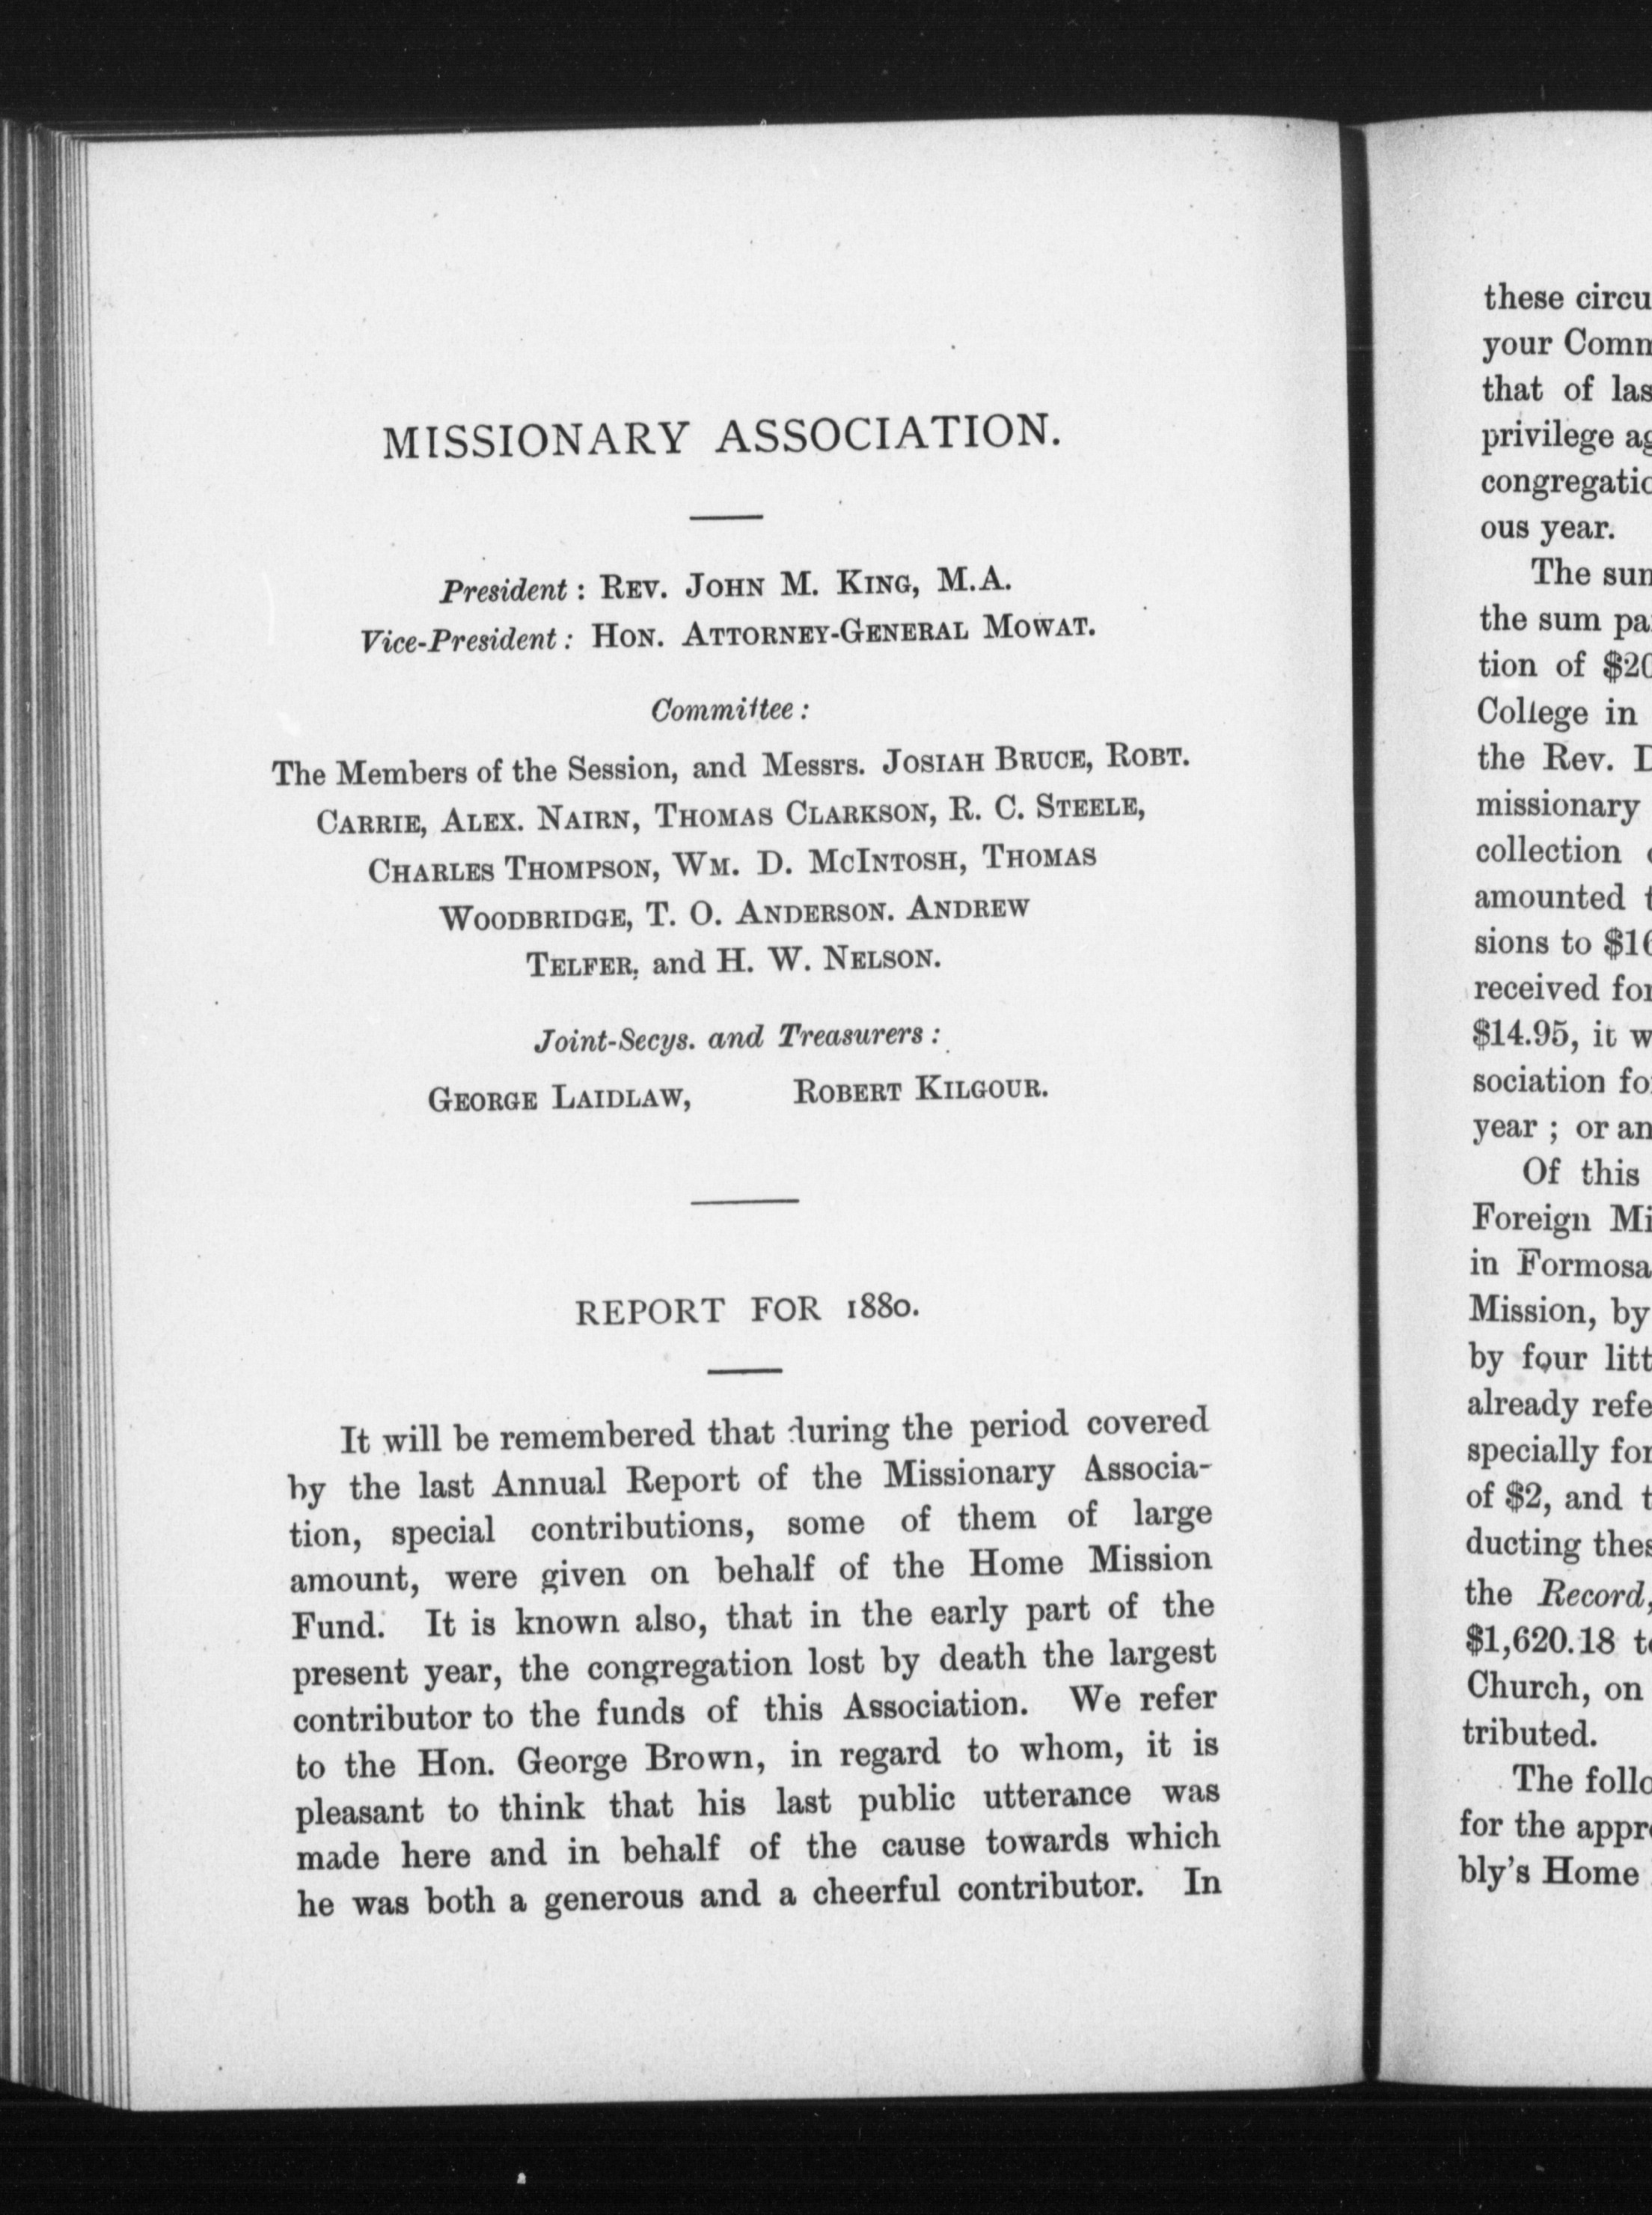 MISSIONARY ASSOCIATION.
President : REV. JOHN M. KING, M.A.
Vice-President : HON. ATTORNEY-GENERAL MOWAT.
Committee :
The Members of the Session, and Messrs. JOSIAH BRUCE, ROBT.
CARRIE, ALEX. NAIRN, THOMAS CLARKSON, R. C. STEELE,
CHARLES THOMPSON, WM. D. MCINTOSH, THOMAS
WOODBRIDGE, T. O. ANDERSON. ANDREW
TELFER, and H. W. NELSON.
Joint-Secys. and Treasurers :
GEORGE LAIDLAW, ROBERT KILGOUR.
REPORT FOR 1880.
It will be remembered that during the period covered
by the last Annual Report of the Missionary Associa-
tion, special contributions, some of them of large
amount, were given on behalf of the Home Mission
Fund. It is known also, that in the early part of the
present year, the congregation lost by death the largest
contributor to the funds of this Association. We refer
to the Hon. George Brown, in regard to whom, it is
pleasant to think that his last public utterance was
made here and in behalf of the cause towards which
he was both a generous and a cheerful contributor. In
these
your
that of
privilege
ous year.
The
the sum
tion of
College in
the Rev.
missionary
collection
amounted
sions to
received
$14.95, it
sociation
year ; or
Of this
Foreign
in Formosa
Mission, by
by four
already
specially
of $2, and
ducting
the Record,
$1,620.18
Church, on
tributed.
The
for the
bly's Home